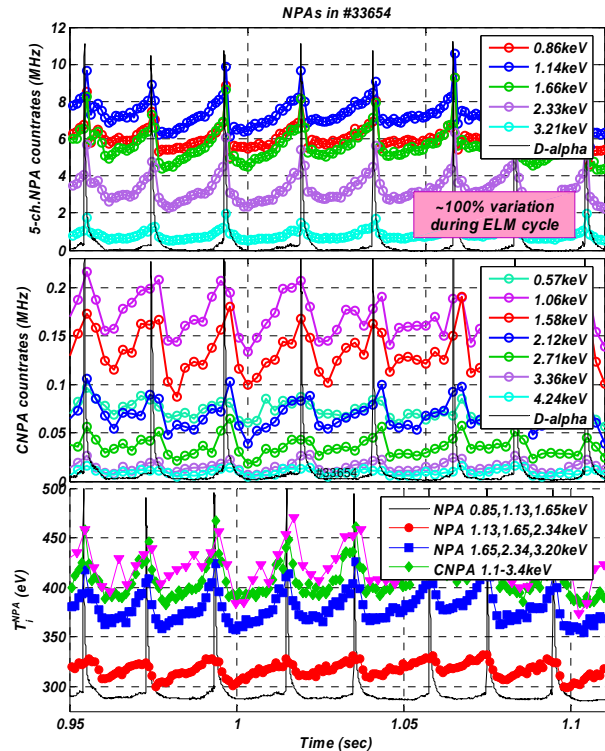 NPAs in #33654
12
10
8
6
4
2
0
5-ch.NPA countrates (MHz)
0.86keV
1.14keV
1.66keV
2.33keV
3.21keV
D-alpha
~100% variation
during ELM cycle
0.2
0.15
0.1
0.05
0
CNPA countrates (MHz)
0.57keV
1.06keV
1.58keV
2.12keV
2.71keV
3.36keV
4.24keV
D-alpha
#33654
500
450
400
350
300
T_i^NPA (eV)
NPA 0.85,1.13,1.65keV
NPA 1.13,1.65,2.34keV
NPA 1.65,2.34,3.20keV
CNPA 1.1-3.4keV
0.95
1
1.05
1.1
Time (sec)